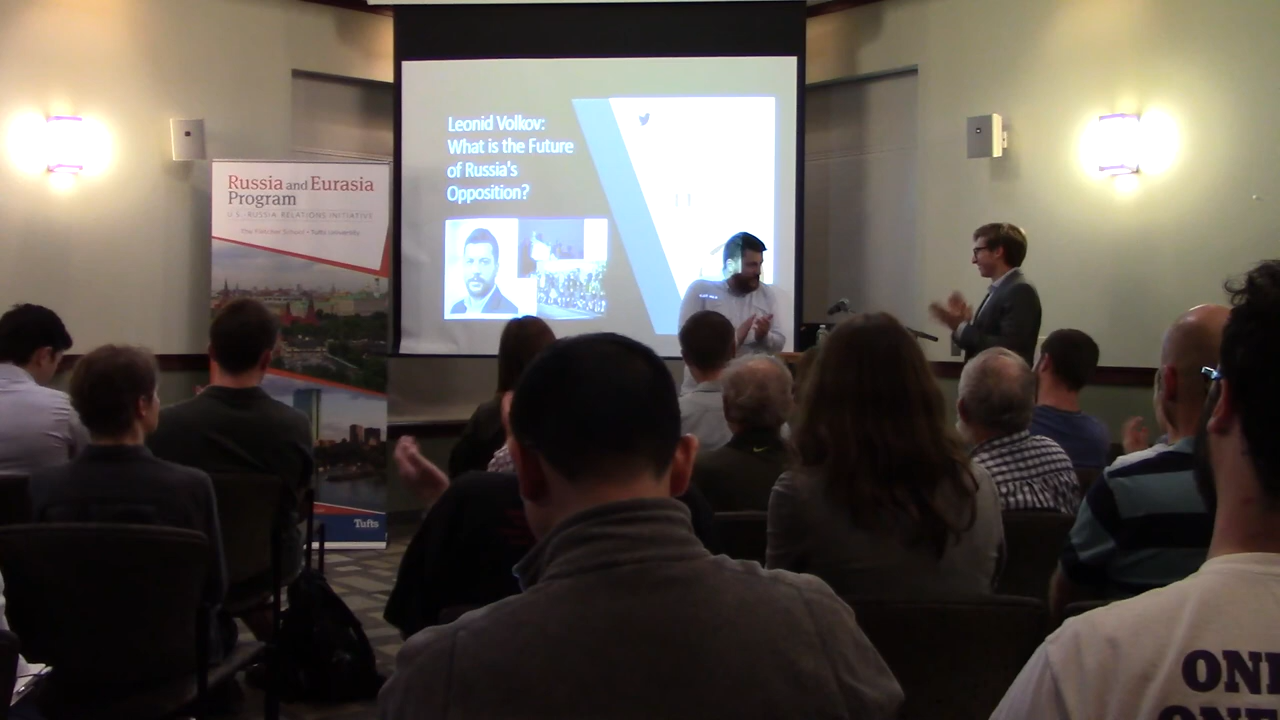 Leonid Volkov:
What is the Future
of Russia's
Opposition?
Russia and Eurasia
Program
U.S. RUSSIA RELATIONS INITIATIVE
The Fletcher School • Tufts University
Tufts